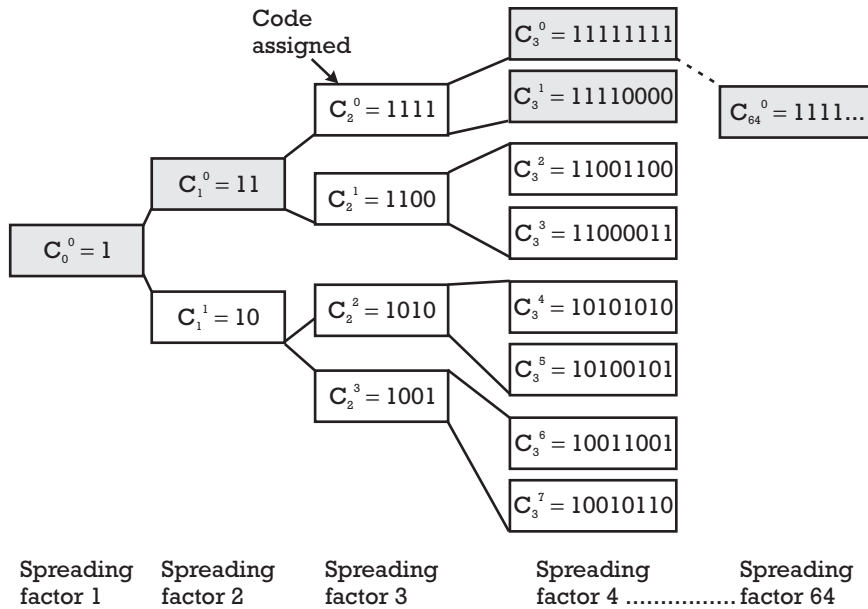 Code
assigned
C₃⁰ = 11111111
C₂⁰ = 1111
C₃¹ = 11110000
C₆₄⁰ = 1111...
C₁⁰ = 11
C₃² = 11001100
C₂¹ = 1100
C₃³ = 11000011
C₀⁰ = 1
C₃⁴ = 10101010
C₁¹ = 10
C₂² = 1010
C₃⁵ = 10100101
C₂³ = 1001
C₃⁶ = 10011001
C₃⁷ = 10010110
Spreading Spreading Spreading Spreading Spreading
factor 1 factor 2 factor 3 factor 4 ................ factor 64